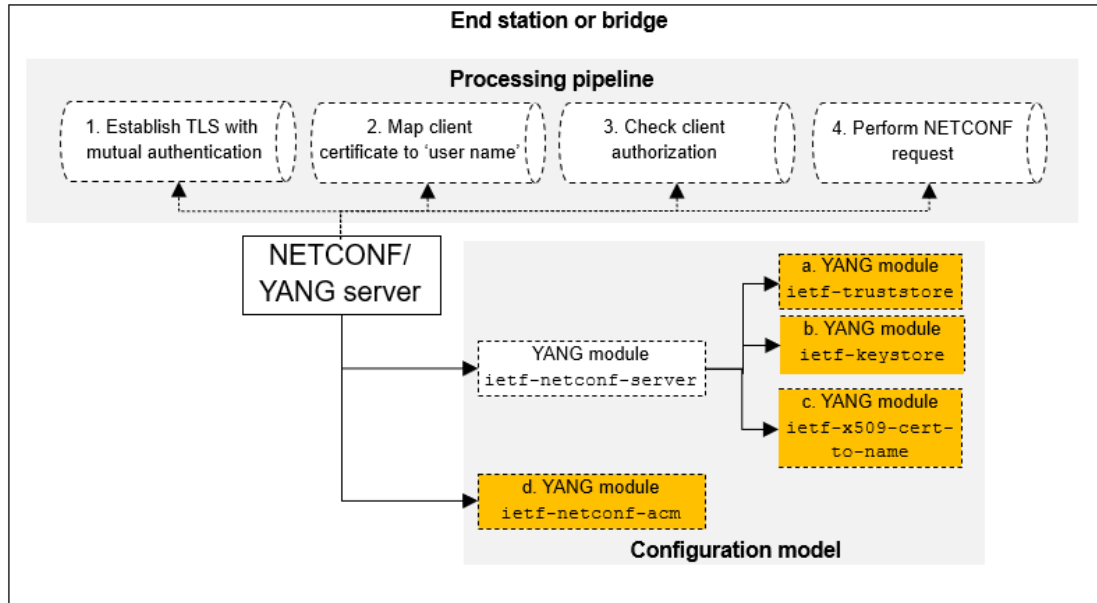 End station or bridge
Processing pipeline
1. Establish TLS with
mutual authentication
2. Map client
certificate to ‘user name’
3. Check client
authorization
4. Perform NETCONF
request
NETCONF/
YANG server
a. YANG module
ietf-truststore
b. YANG module
ietf-keystore
YANG module
ietf-netconf-server
c. YANG module
ietf-x509-cert-
to-name
d. YANG module
ietf-netconf-acm
Configuration model